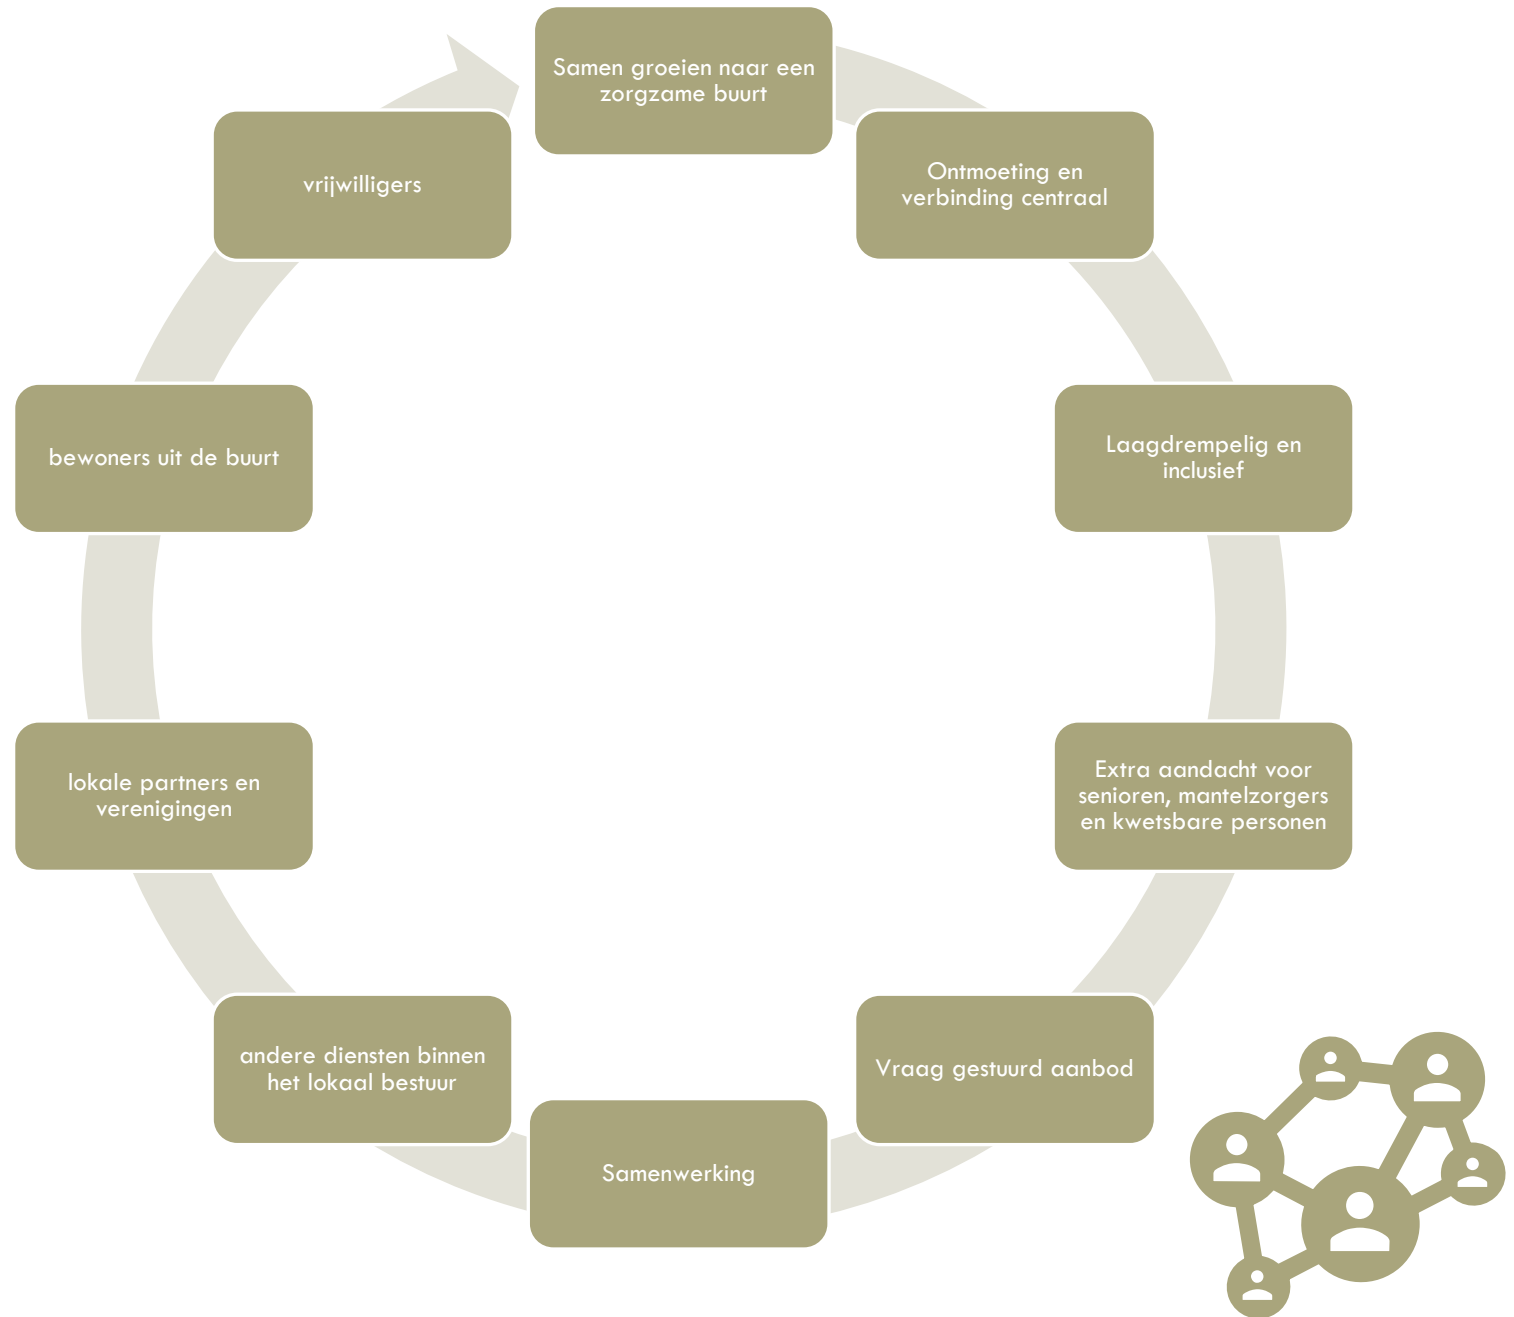 Samen groeien naar een
zorgzame buurt
Ontmoeting en
verbinding centraal
Laagdrempelig en
inclusief
Extra aandacht voor
senioren, mantelzorgers
en kwetsbare personen
Vraag gestuurd aanbod
Samenwerking
andere diensten binnen
het lokaal bestuur
lokale partners en
verenigingen
bewoners uit de buurt
vrijwilligers